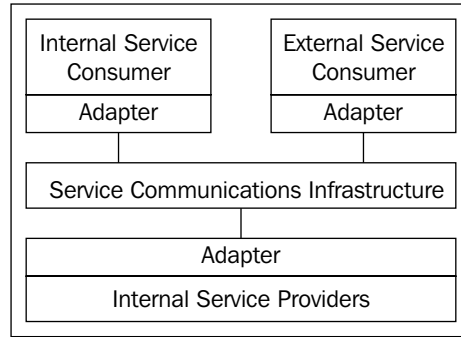 Internal Service
Consumer
Adapter
External Service
Consumer
Adapter
Service Communications Infrastructure
Adapter
Internal Service Providers